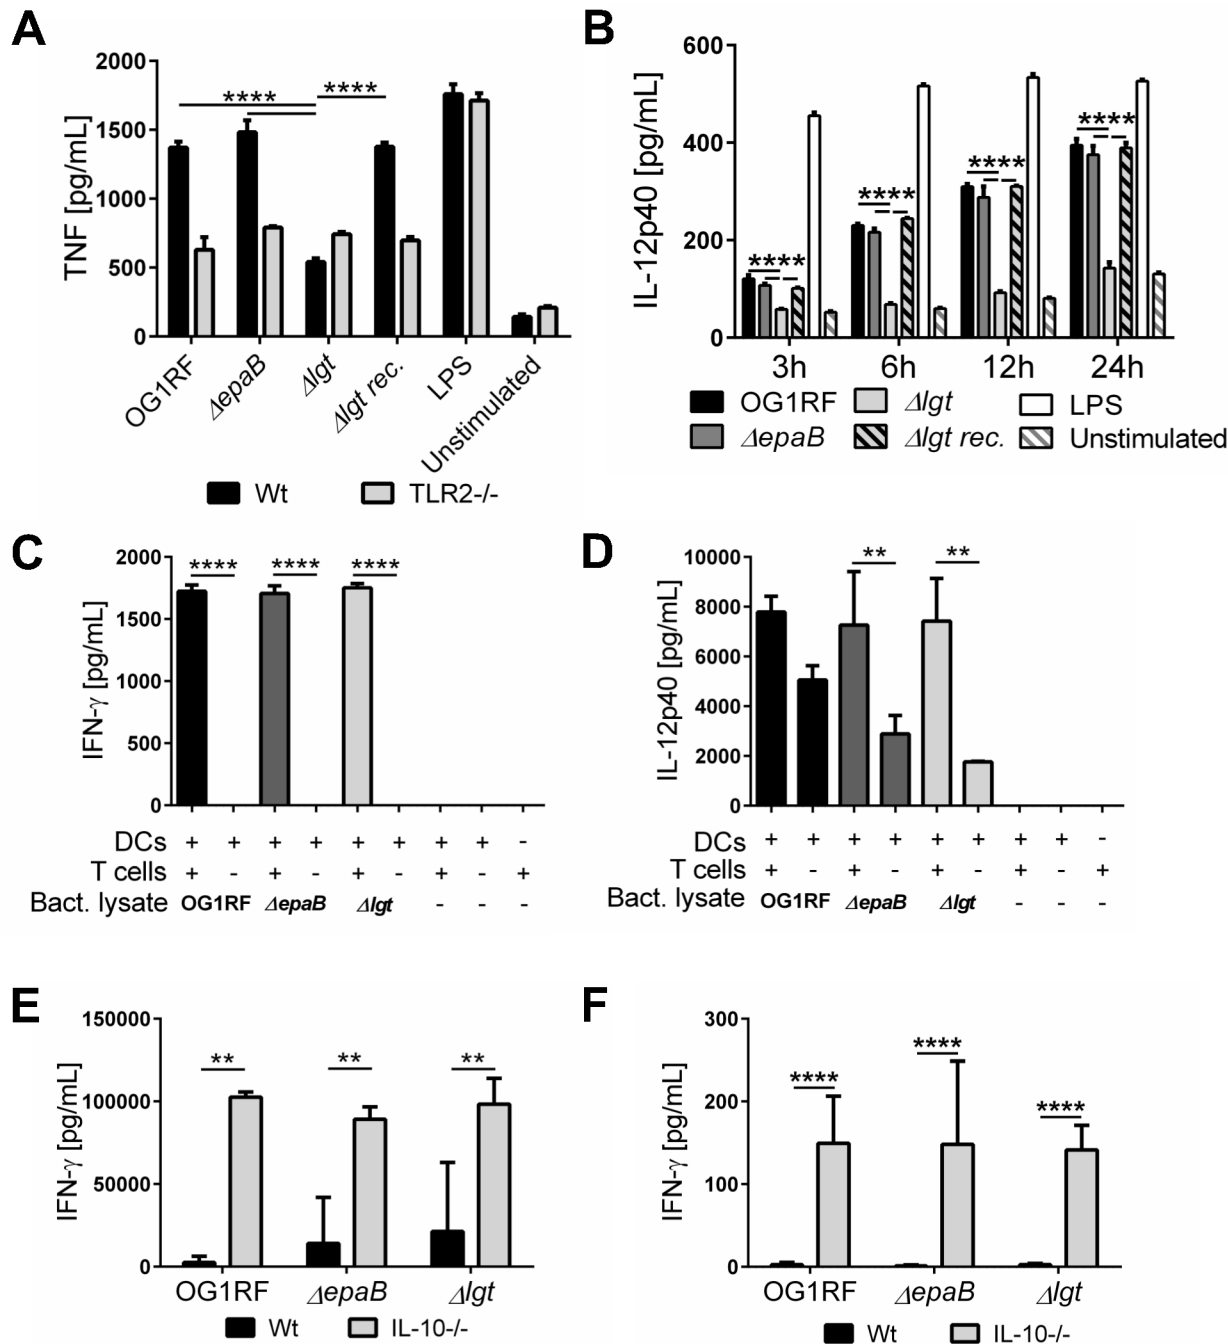 A
TNF [pg/mL]
2000
1500
1000
500
0
****
****
OG1RF
ΔepaB
Δlgt
Δlgt rec.
LPS
Unstimulated
Wt
TLR2-/-
B
IL-12p40 [pg/mL]
600
400
200
0
****
****
****
****
3h
6h
12h
24h
OG1RF
Δlgt
LPS
ΔepaB
Δlgt rec.
Unstimulated
C
IFN-γ [pg/mL]
2000
1500
1000
500
0
****
****
****
DCs + + + + + + + + -
T cells + - + - + - + - +
Bact. lysate OG1RF ΔepaB Δlgt - - -
D
IL-12p40 [pg/mL]
10000
8000
6000
4000
2000
0
**
**
DCs + + + + + + + + -
T cells + - + - + - + - +
Bact. lysate OG1RF ΔepaB Δlgt - - -
E
IFN-γ [pg/mL]
150000
100000
50000
0
**
**
**
OG1RF
ΔepaB
Δlgt
Wt
IL-10-/-
F
IFN-γ [pg/mL]
300
200
100
0
****
****
****
OG1RF
ΔepaB
Δlgt
Wt
IL-10-/-